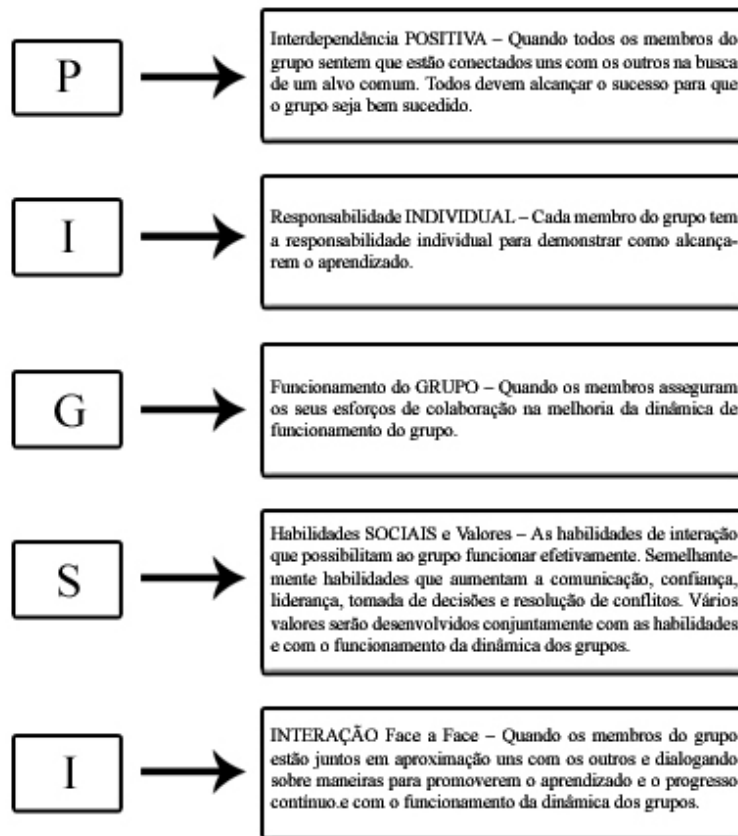 P
Interdependência POSITIVA – Quando todos os membros do
grupo sentem que estão conectados uns com os outros na busca
de um alvo comum. Todos devem alcançar o sucesso para que
o grupo seja bem sucedido.
I
Responsabilidade INDIVIDUAL – Cada membro do grupo tem
a responsabilidade individual para demonstrar como alcança-
rem o aprendizado.
G
Funcionamento do GRUPO – Quando os membros asseguram
os seus esforços de colaboração na melhoria da dinâmica de
funcionamento do grupo.
S
Habilidades SOCIAIS e Valores – As habilidades de interação
que possibilitam ao grupo funcionar efetivamente. Semelhante-
mente habilidades que aumentam a comunicação, confiança,
liderança, tomada de decisões e resolução de conflitos. Vários
valores serão desenvolvidos conjuntamente com as habilidades
e com o funcionamento da dinâmica dos grupos.
I
INTERAÇÃO Face a Face – Quando os membros do grupo
estão juntos em aproximação uns com os outros e dialogando
sobre maneiras para promoverem o aprendizado e o progresso
contínuo.e com o funcionamento da dinâmica dos grupos.